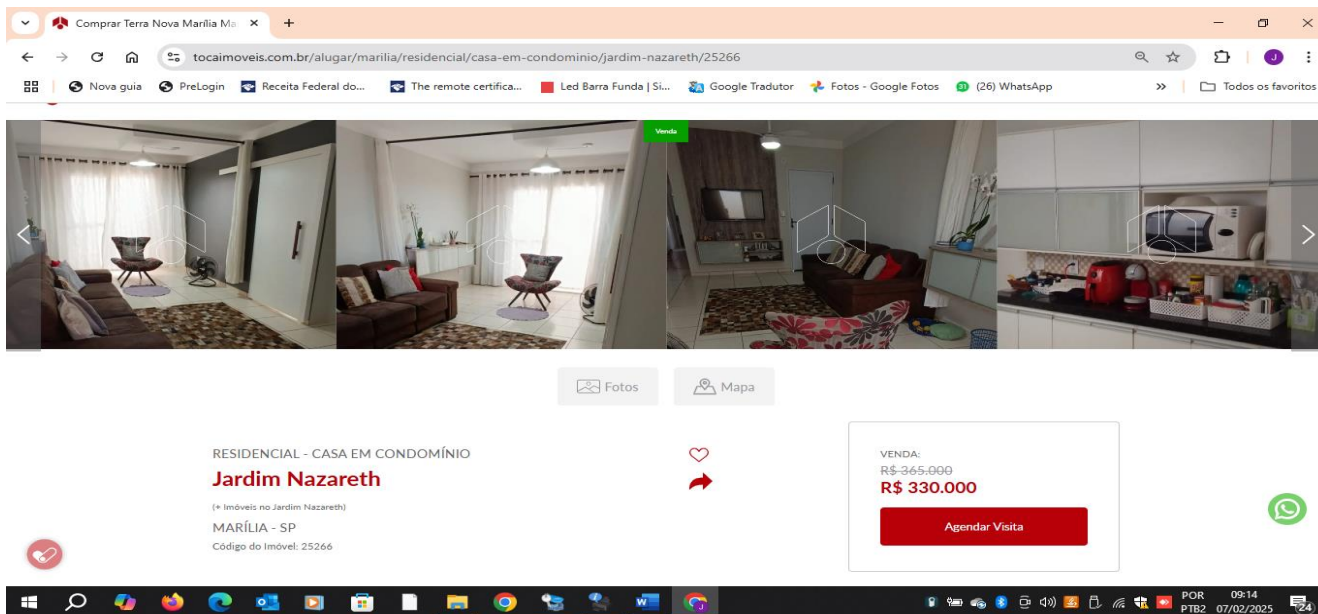 Comprar Terra Nova Marília Ma
tocaimoveis.com.br/alugar/marilia/residencial/casa-em-condominio/jardim-nazareth/25266
J
Nova guia
PreLogin
Receita Federal do...
The remote certifica...
Led Barra Funda | Si...
Google Tradutor
Fotos - Google Fotos
(26) WhatsApp
»
Todos os favoritos
Venda
Fotos
Mapa
RESIDENCIAL - CASA EM CONDOMÍNIO
Jardim Nazareth
(+ Imóveis no Jardim Nazareth)
MARÍLIA - SP
Código do Imóvel: 25266
VENDA:
R$ 365.000
R$ 330.000
Agendar Visita
POR
PTB2
09:14
07/02/2025
24